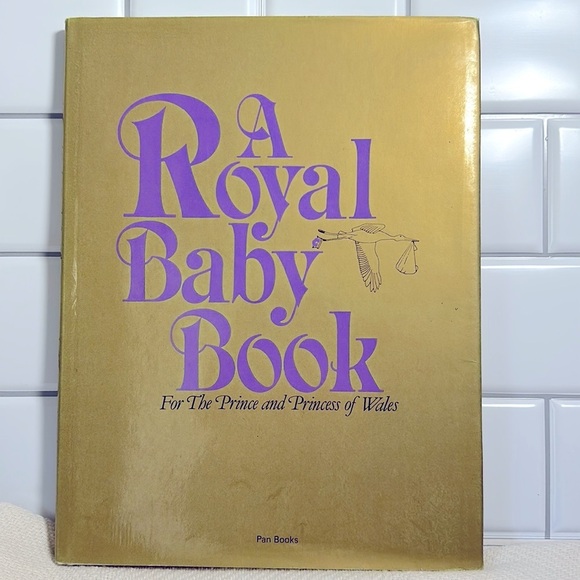 A
Royal
Baby
Book
For The Prince and Princess of Wales
Pan Books